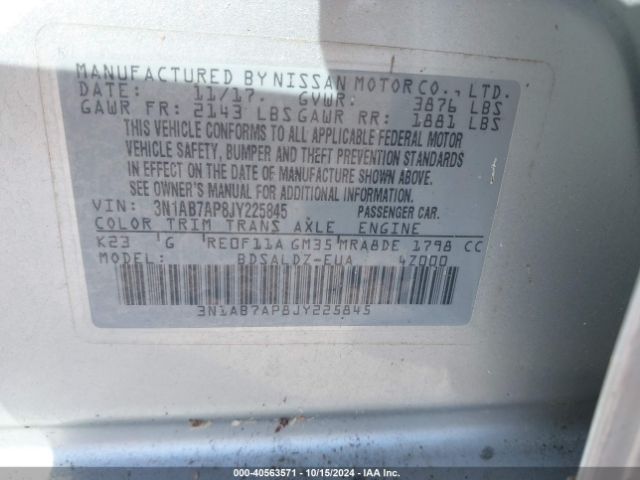 MANUFACTURED BY NISSAN MOTOR CO., LTD.
DATE: 11/17. GVWR: 3876 LBS
GAWR FR: 2143 LBS GAWR RR: 1881 LBS
THIS VEHICLE CONFORMS TO ALL APPLICABLE FEDERAL MOTOR
VEHICLE SAFETY, BUMPER AND THEFT PREVENTION STANDARDS
IN EFFECT ON THE DATE OF MANUFACTURE SHOWN ABOVE.
SEE OWNER'S MANUAL FOR ADDITIONAL INFORMATION.
VIN: 3N1AB7AP8JY225845 PASSENGER CAR.
COLOR TRIM TRANS AXLE ENGINE
K23 G RE0F11A GM35 MRA8DE 1798 CC
MODEL: BDSALDZ-EUA 4Z000
3N1AB7AP8JY225845
000-40563571 - 10/15/2024 - IAA Inc.